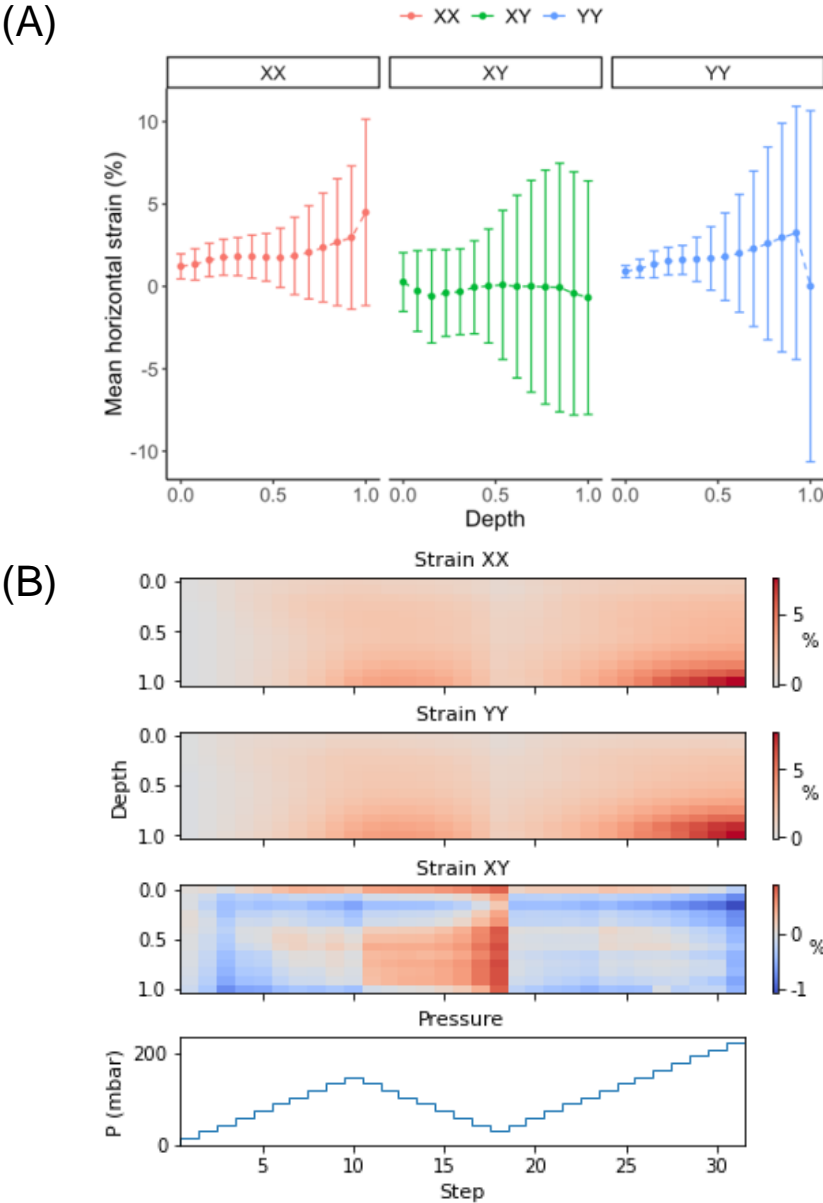 (A)
XX XY YY
XX XY YY
10
5
0
-5
-10
Mean horizontal strain (%)
0.0 0.5 1.0 0.0 0.5 1.0 0.0 0.5 1.0
Depth
(B)
Strain XX
0.0
0.5
1.0
5
0
%
Strain YY
0.0
0.5
1.0
Depth
5
0
%
Strain XY
0.0
0.5
1.0
0
-1
%
Pressure
200
0
P (mbar)
5 10 15 20 25 30
Step